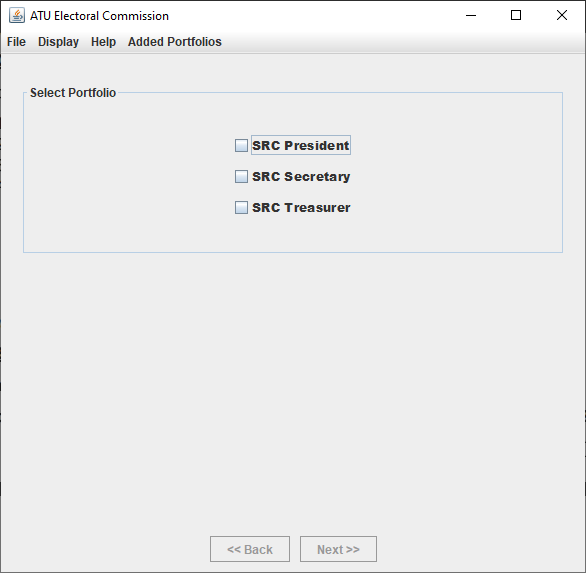 ATU Electoral Commission
File Display Help Added Portfolios
Select Portfolio
SRC President
SRC Secretary
SRC Treasurer
<< Back Next >>